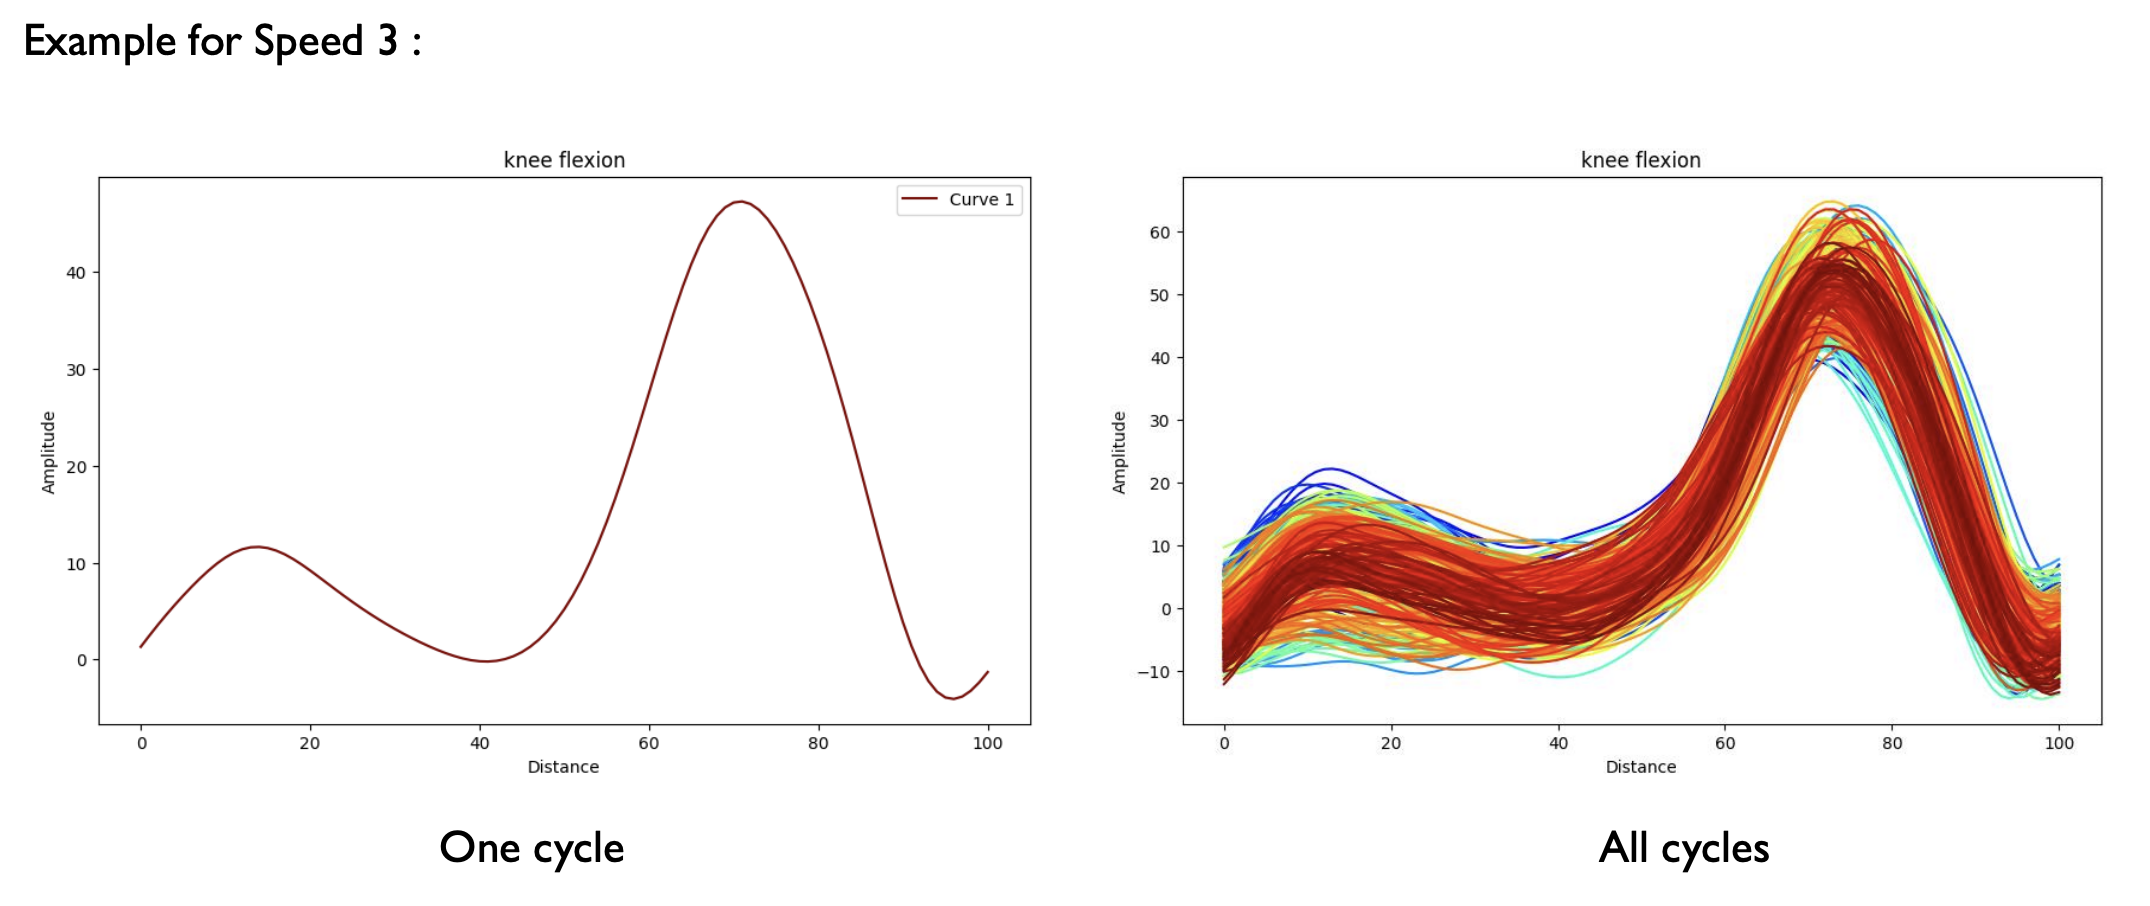 Example for Speed 3 :
knee flexion
Curve 1
Amplitude
40
30
20
10
0
0 20 40 60 80 100
Distance
One cycle
knee flexion
Amplitude
60
50
40
30
20
10
0
−10
0 20 40 60 80 100
Distance
All cycles